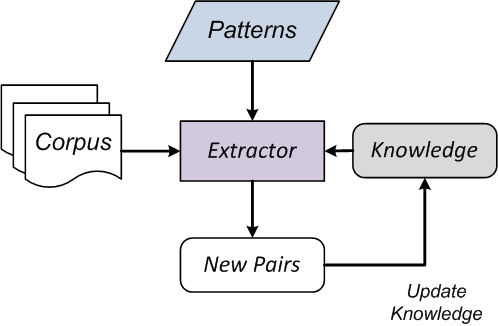 Patterns
Corpus
Extractor
Knowledge
New Pairs
Update
Knowledge